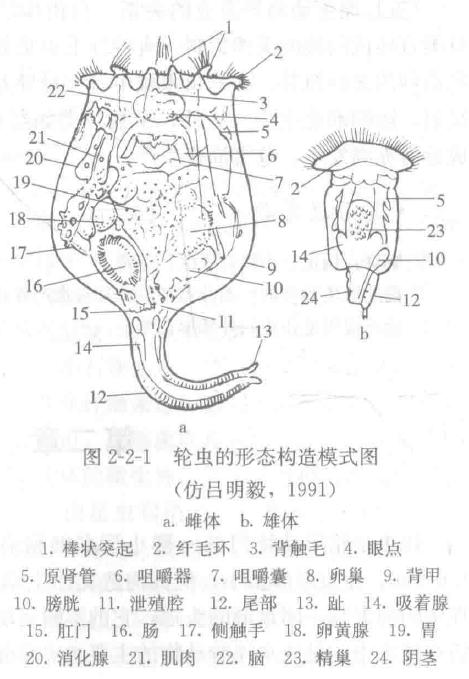 1
22
2
3
4
5
21
6
20
7
19
8
18
17
9
16
10
15
11
14
13
12
a
2
5
23
14
10
24
12
b
图 2-2-1 轮虫的形态构造模式图
(仿吕明毅,1991)
a. 雌体 b. 雄体
1. 棒状突起 2. 纤毛环 3. 背触毛 4. 眼点
5. 原肾管 6. 咀嚼器 7. 咀嚼囊 8. 卵巢 9. 背甲
10. 膀胱 11. 泄殖腔 12. 尾部 13. 趾 14. 吸着腺
15. 肛门 16. 肠 17. 侧触手 18. 卵黄腺 19. 胃
20. 消化腺 21. 肌肉 22. 脑 23. 精巢 24. 阴茎